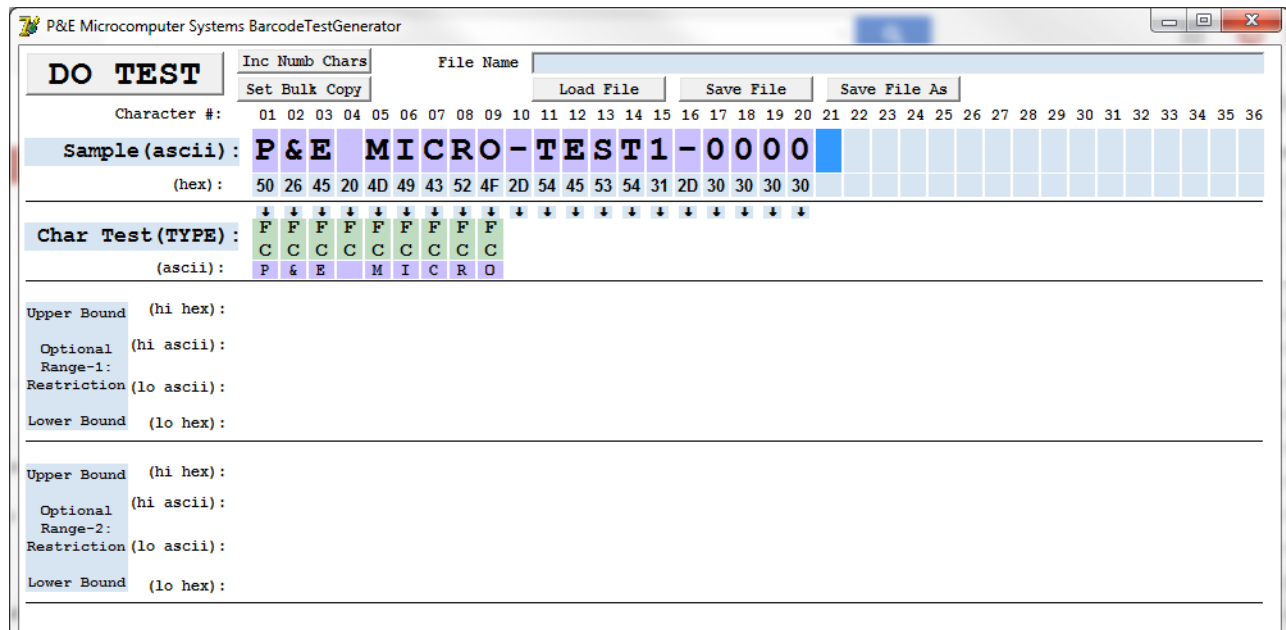 P&E Microcomputer Systems BarcodeTestGenerator
DO TEST
Inc Numb Chars
File Name
Set Bulk Copy
Load File
Save File
Save File As
Character #: 01 02 03 04 05 06 07 08 09 10 11 12 13 14 15 16 17 18 19 20 21 22 23 24 25 26 27 28 29 30 31 32 33 34 35 36
Sample(ascii): P&E MICRO-TEST1-0000
(hex): 50 26 45 20 4D 49 43 52 4F 2D 54 45 53 54 31 2D 30 30 30 30
Char Test(TYPE): F F F F F F F F F
C C C C C C C C C
(ascii): P & E M I C R O
Upper Bound (hi hex):
Optional (hi ascii):
Range-1:
Restriction (lo ascii):
Lower Bound (lo hex):
Upper Bound (hi hex):
Optional (hi ascii):
Range-2:
Restriction (lo ascii):
Lower Bound (lo hex):